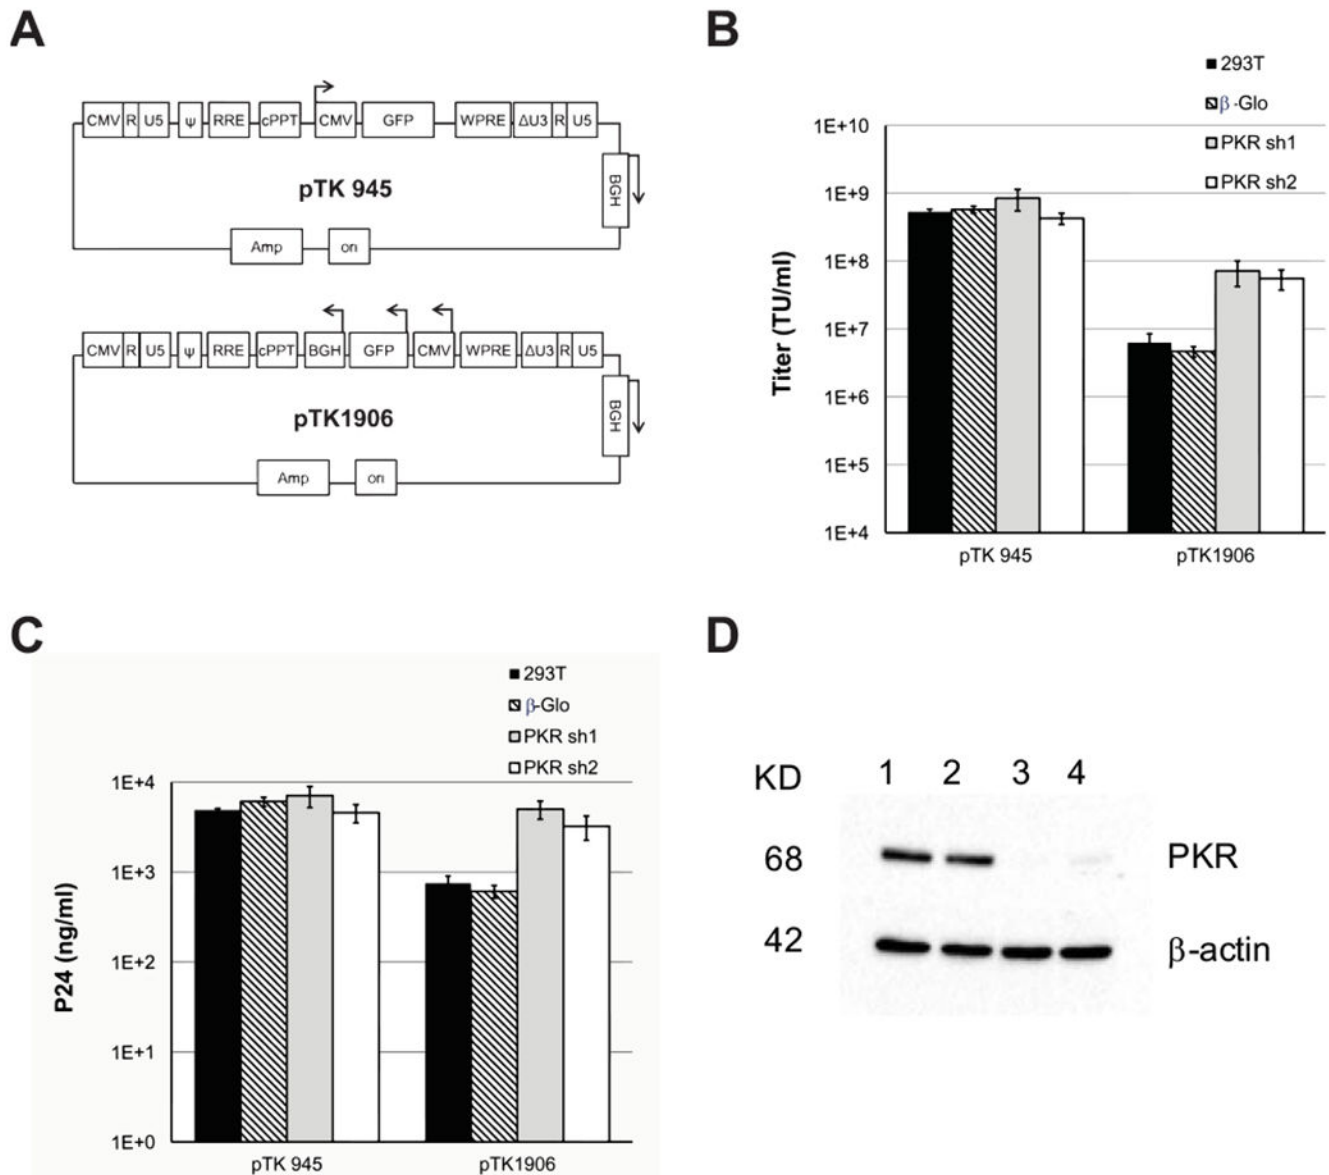 A
CMV R U5 ψ RRE cPPT CMV GFP WPRE ΔU3 R U5
BGH
pTK 945
Amp ori
CMV R U5 ψ RRE cPPT BGH GFP CMV WPRE ΔU3 R U5
BGH
pTK1906
Amp ori
B
293T
β-Glo
PKR sh1
PKR sh2
Titer (TU/ml)
1E+10
1E+9
1E+8
1E+7
1E+6
1E+5
1E+4
pTK 945 pTK1906
C
293T
β-Glo
PKR sh1
PKR sh2
P24 (ng/ml)
1E+4
1E+3
1E+2
1E+1
1E+0
pTK 945 pTK1906
D
KD 1 2 3 4
68 PKR
42 β-actin